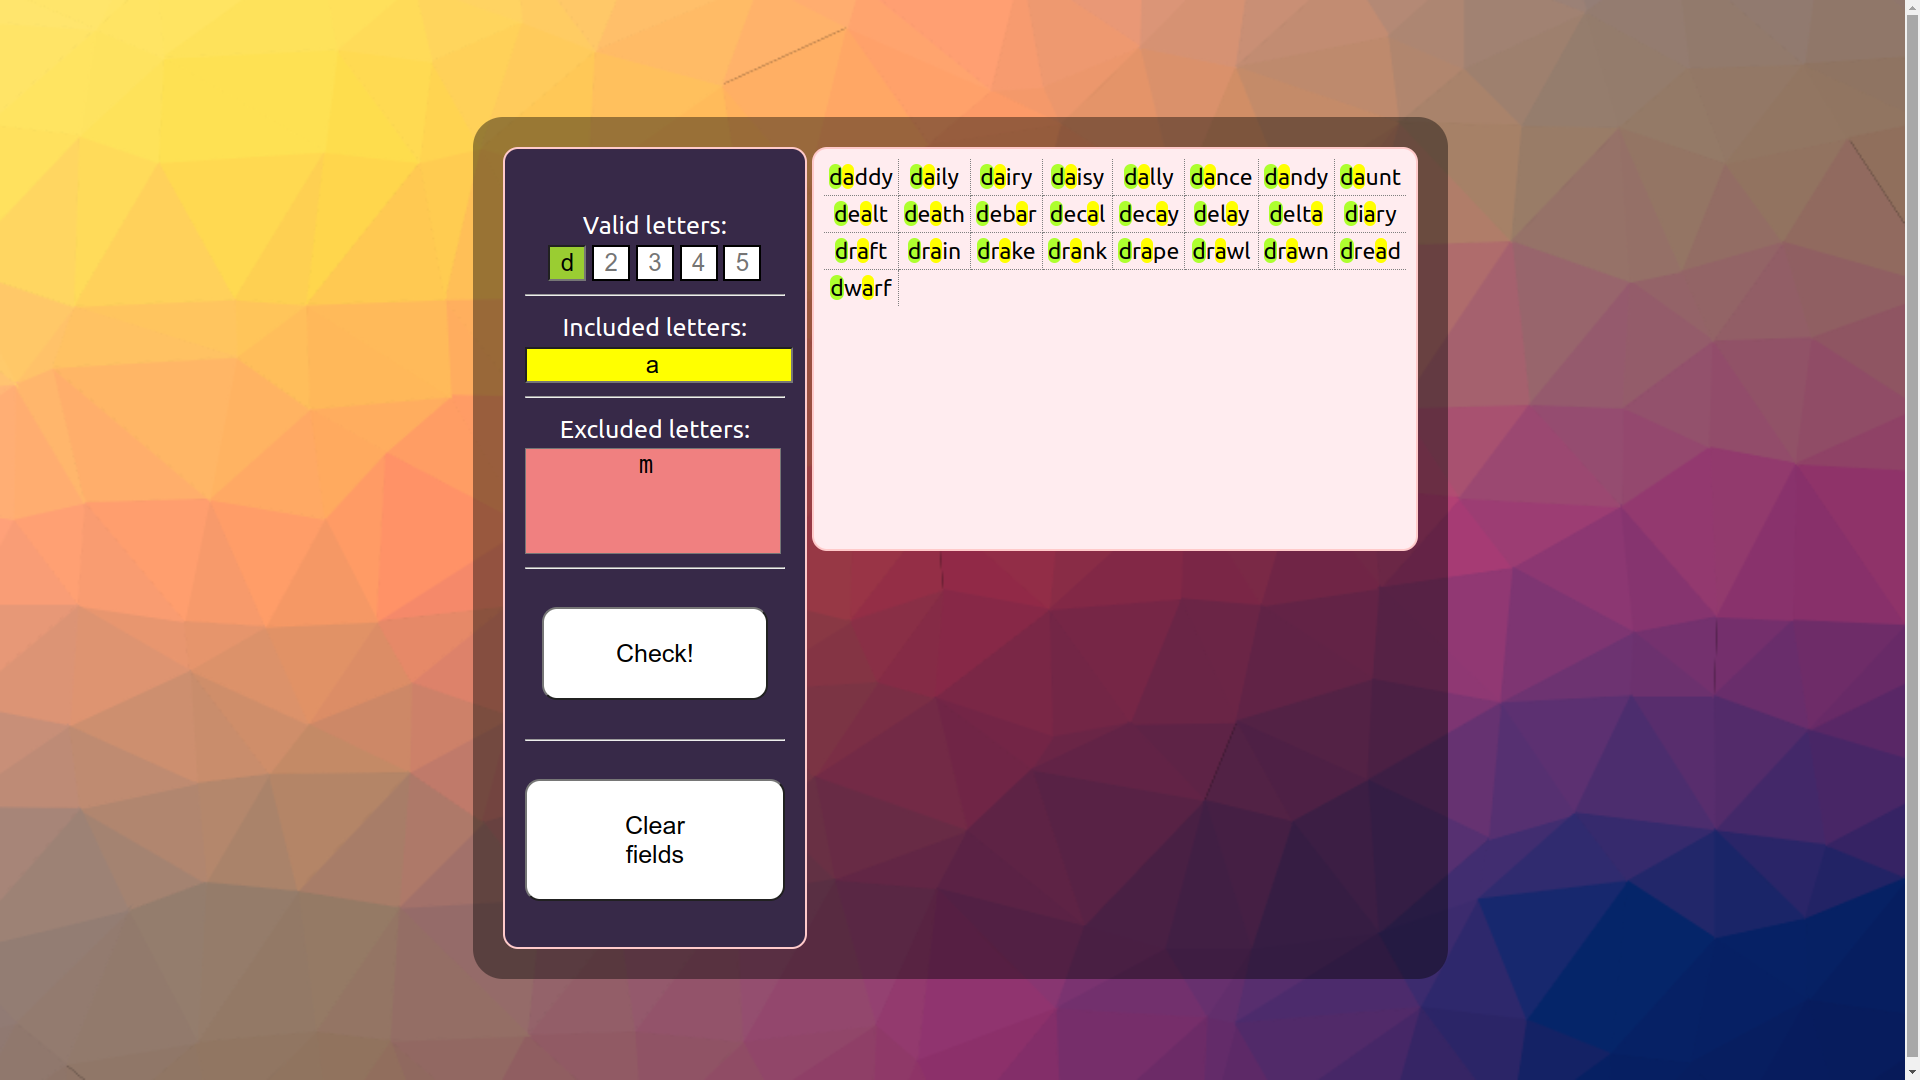 Valid letters:
d 2 3 4 5
Included letters:
a
Excluded letters:
m
Check!
Clear
fields
daddy daily dairy daisy dally dance dandy daunt
dealt death debar decal decay delay delta diary
draft drain drake drank drape drawl drawn dread
dwarf